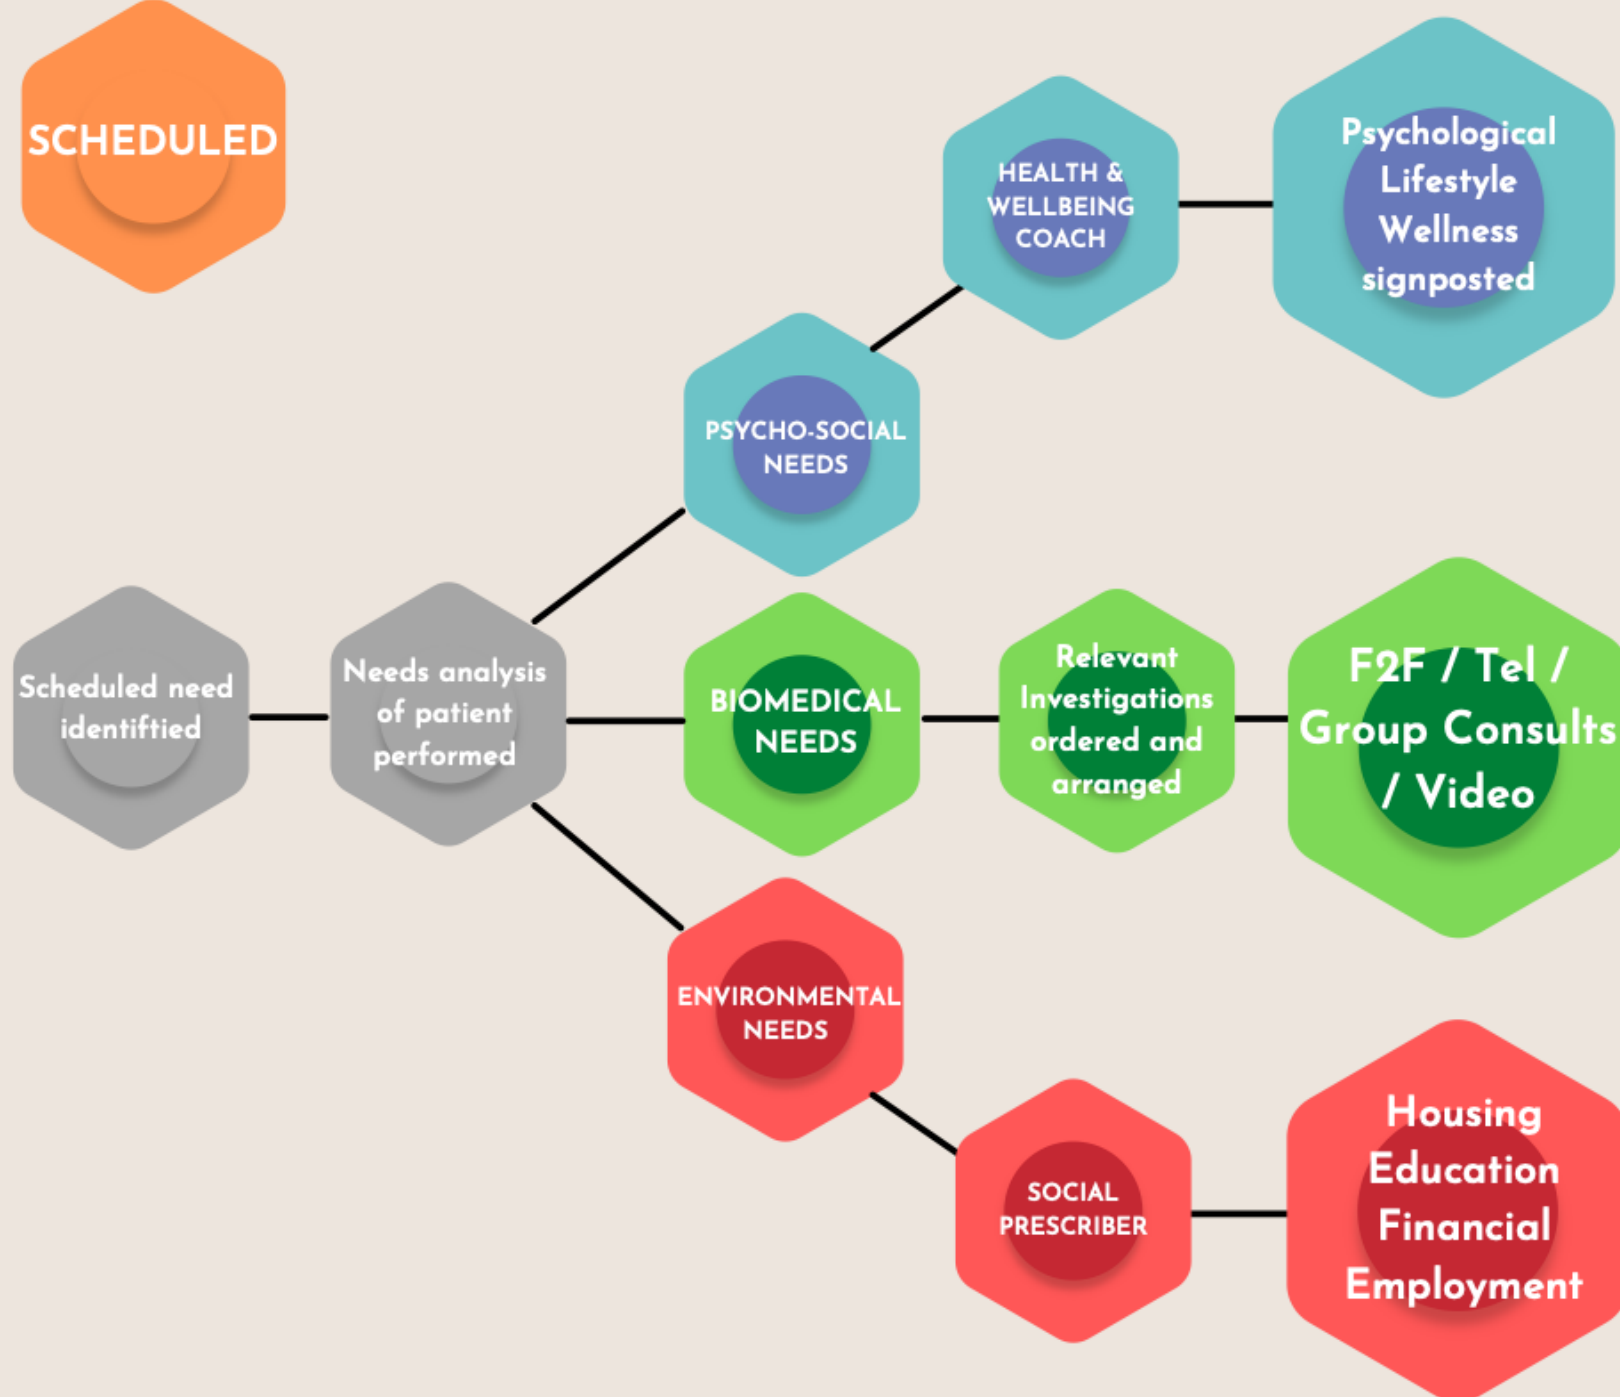 SCHEDULED
HEALTH &
WELLBEING
COACH
Psychological
Lifestyle
Wellness
signposted
PSYCHO-SOCIAL
NEEDS
Scheduled need
identiftied
Needs analysis
of patient
performed
BIOMEDICAL
NEEDS
Relevant
Investigations
ordered and
arranged
F2F / Tel /
Group Consults
/ Video
ENVIRONMENTAL
NEEDS
SOCIAL
PRESCRIBER
Housing
Education
Financial
Employment